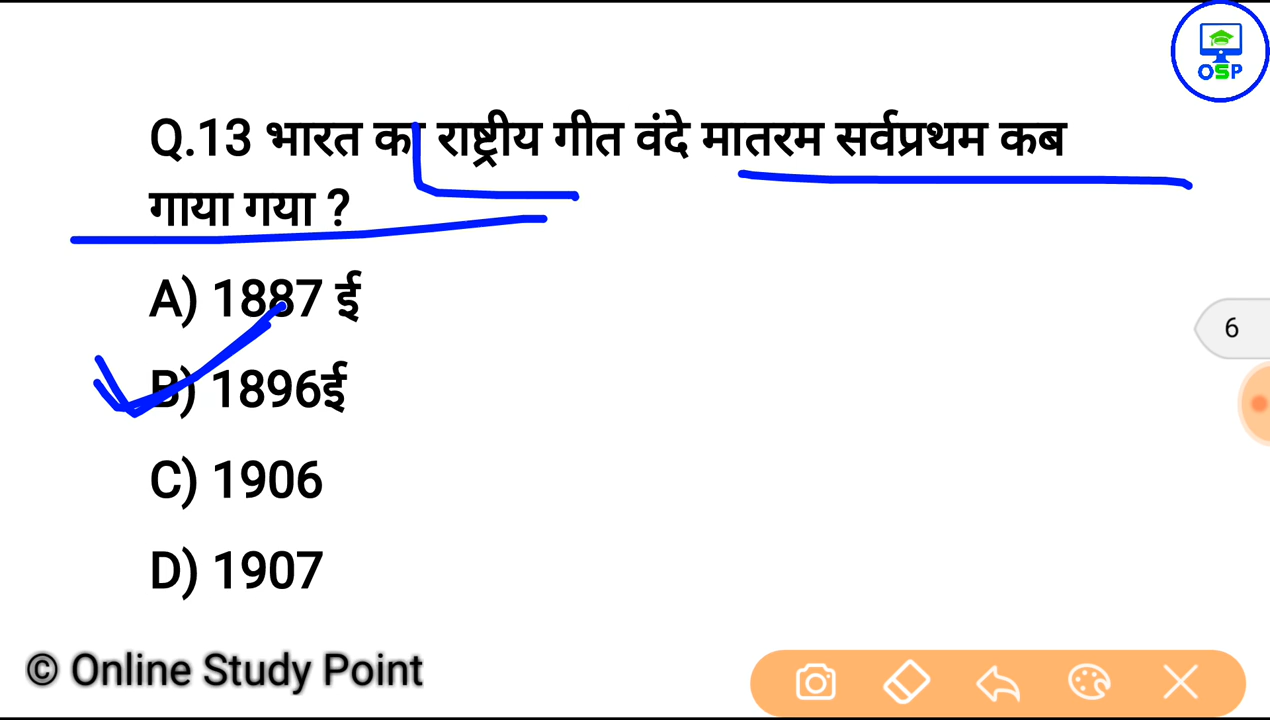 OSP
Q.13 भारत का राष्ट्रीय गीत वंदे मातरम सर्वप्रथम कब
गाया गया ?
A) 1887 ई
B) 1896ई
6
C) 1906
D) 1907
© Online Study Point